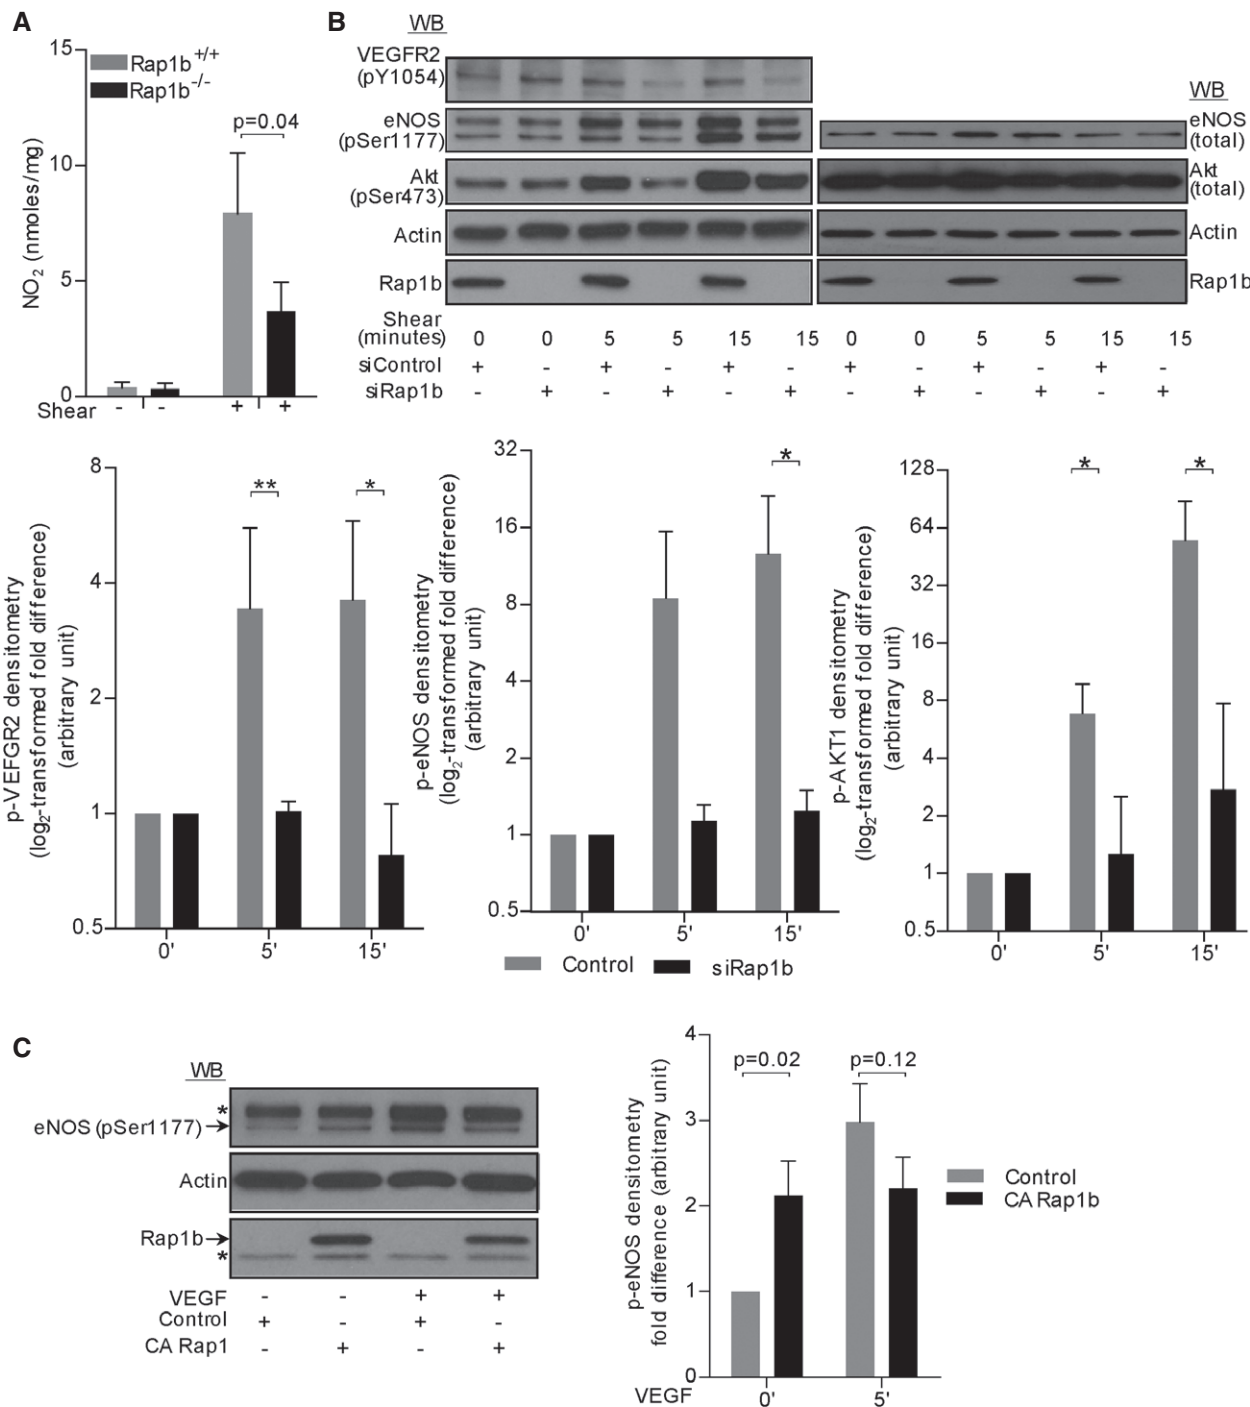 A
15
10
5
0
NO2 (nmoles/mg)
Rap1b+/+
Rap1b-/-
p=0.04
Shear - - + +
B
WB
VEGFR2
(pY1054)
eNOS
(pSer1177)
Akt
(pSer473)
Actin
Rap1b
WB
eNOS
(total)
Akt
(total)
Actin
Rap1b
Shear
(minutes) 0 0 5 5 15 15 0 0 5 5 15 15
siControl + - + - + - + - + - + -
siRap1b - + - + - + - + - + - +
p-VEFGR2 densitometry
(log2-transformed fold difference)
(arbitrary unit)
8
4
2
1
0.5
** *
0' 5' 15'
p-eNOS densitometry
(log2-transformed fold difference)
(arbitrary unit)
32
16
8
4
2
1
0.5
*
0' 5' 15'
p-AKT1 densitometry
(log2-transformed fold difference)
(arbitrary unit)
128
64
32
16
8
4
2
1
0.5
* *
0' 5' 15'
Control siRap1b
C
WB
*
eNOS (pSer1177)
Actin
Rap1b
*
VEGF - - + +
Control + - + -
CA Rap1 - + - +
p-eNOS densitometry
fold difference (arbitrary unit)
4
3
2
1
0
p=0.02 p=0.12
Control
CA Rap1b
VEGF 0' 5'